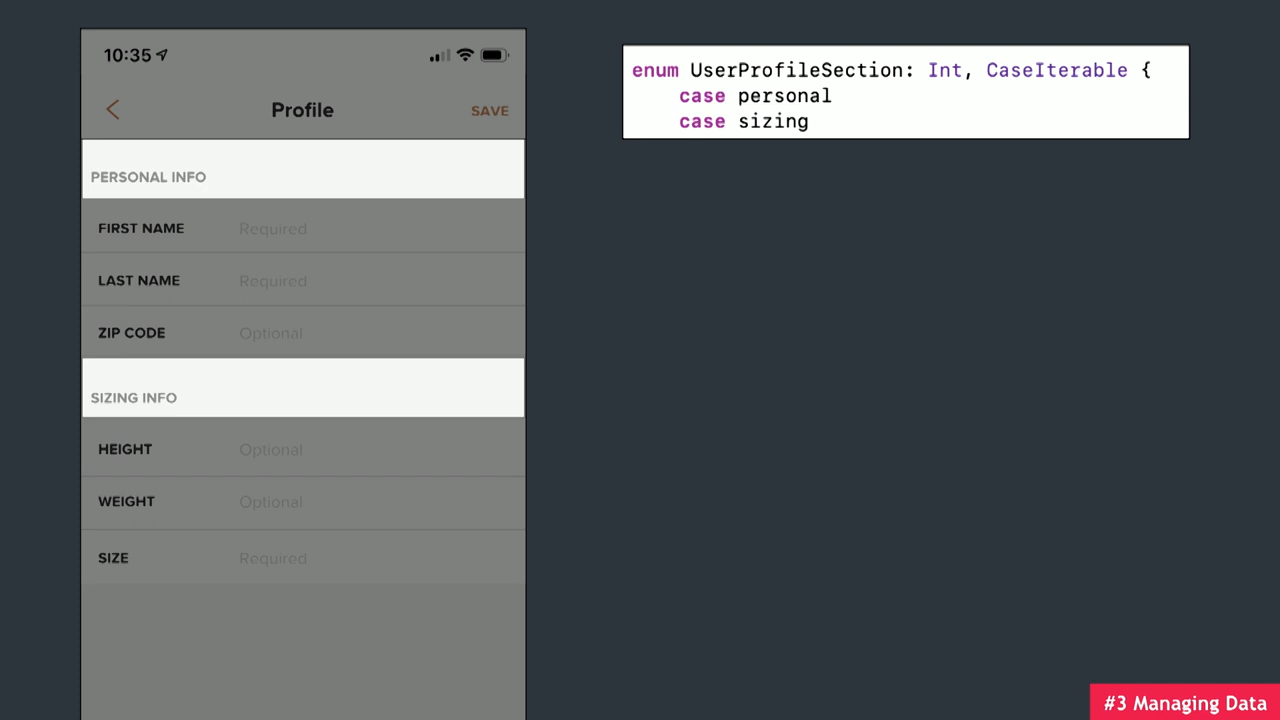 10:35
Profile
SAVE
PERSONAL INFO
FIRST NAME Required
LAST NAME Required
ZIP CODE Optional
SIZING INFO
HEIGHT Optional
WEIGHT Optional
SIZE Required
enum UserProfileSection: Int, CaseIterable {
case personal
case sizing
#3 Managing Data